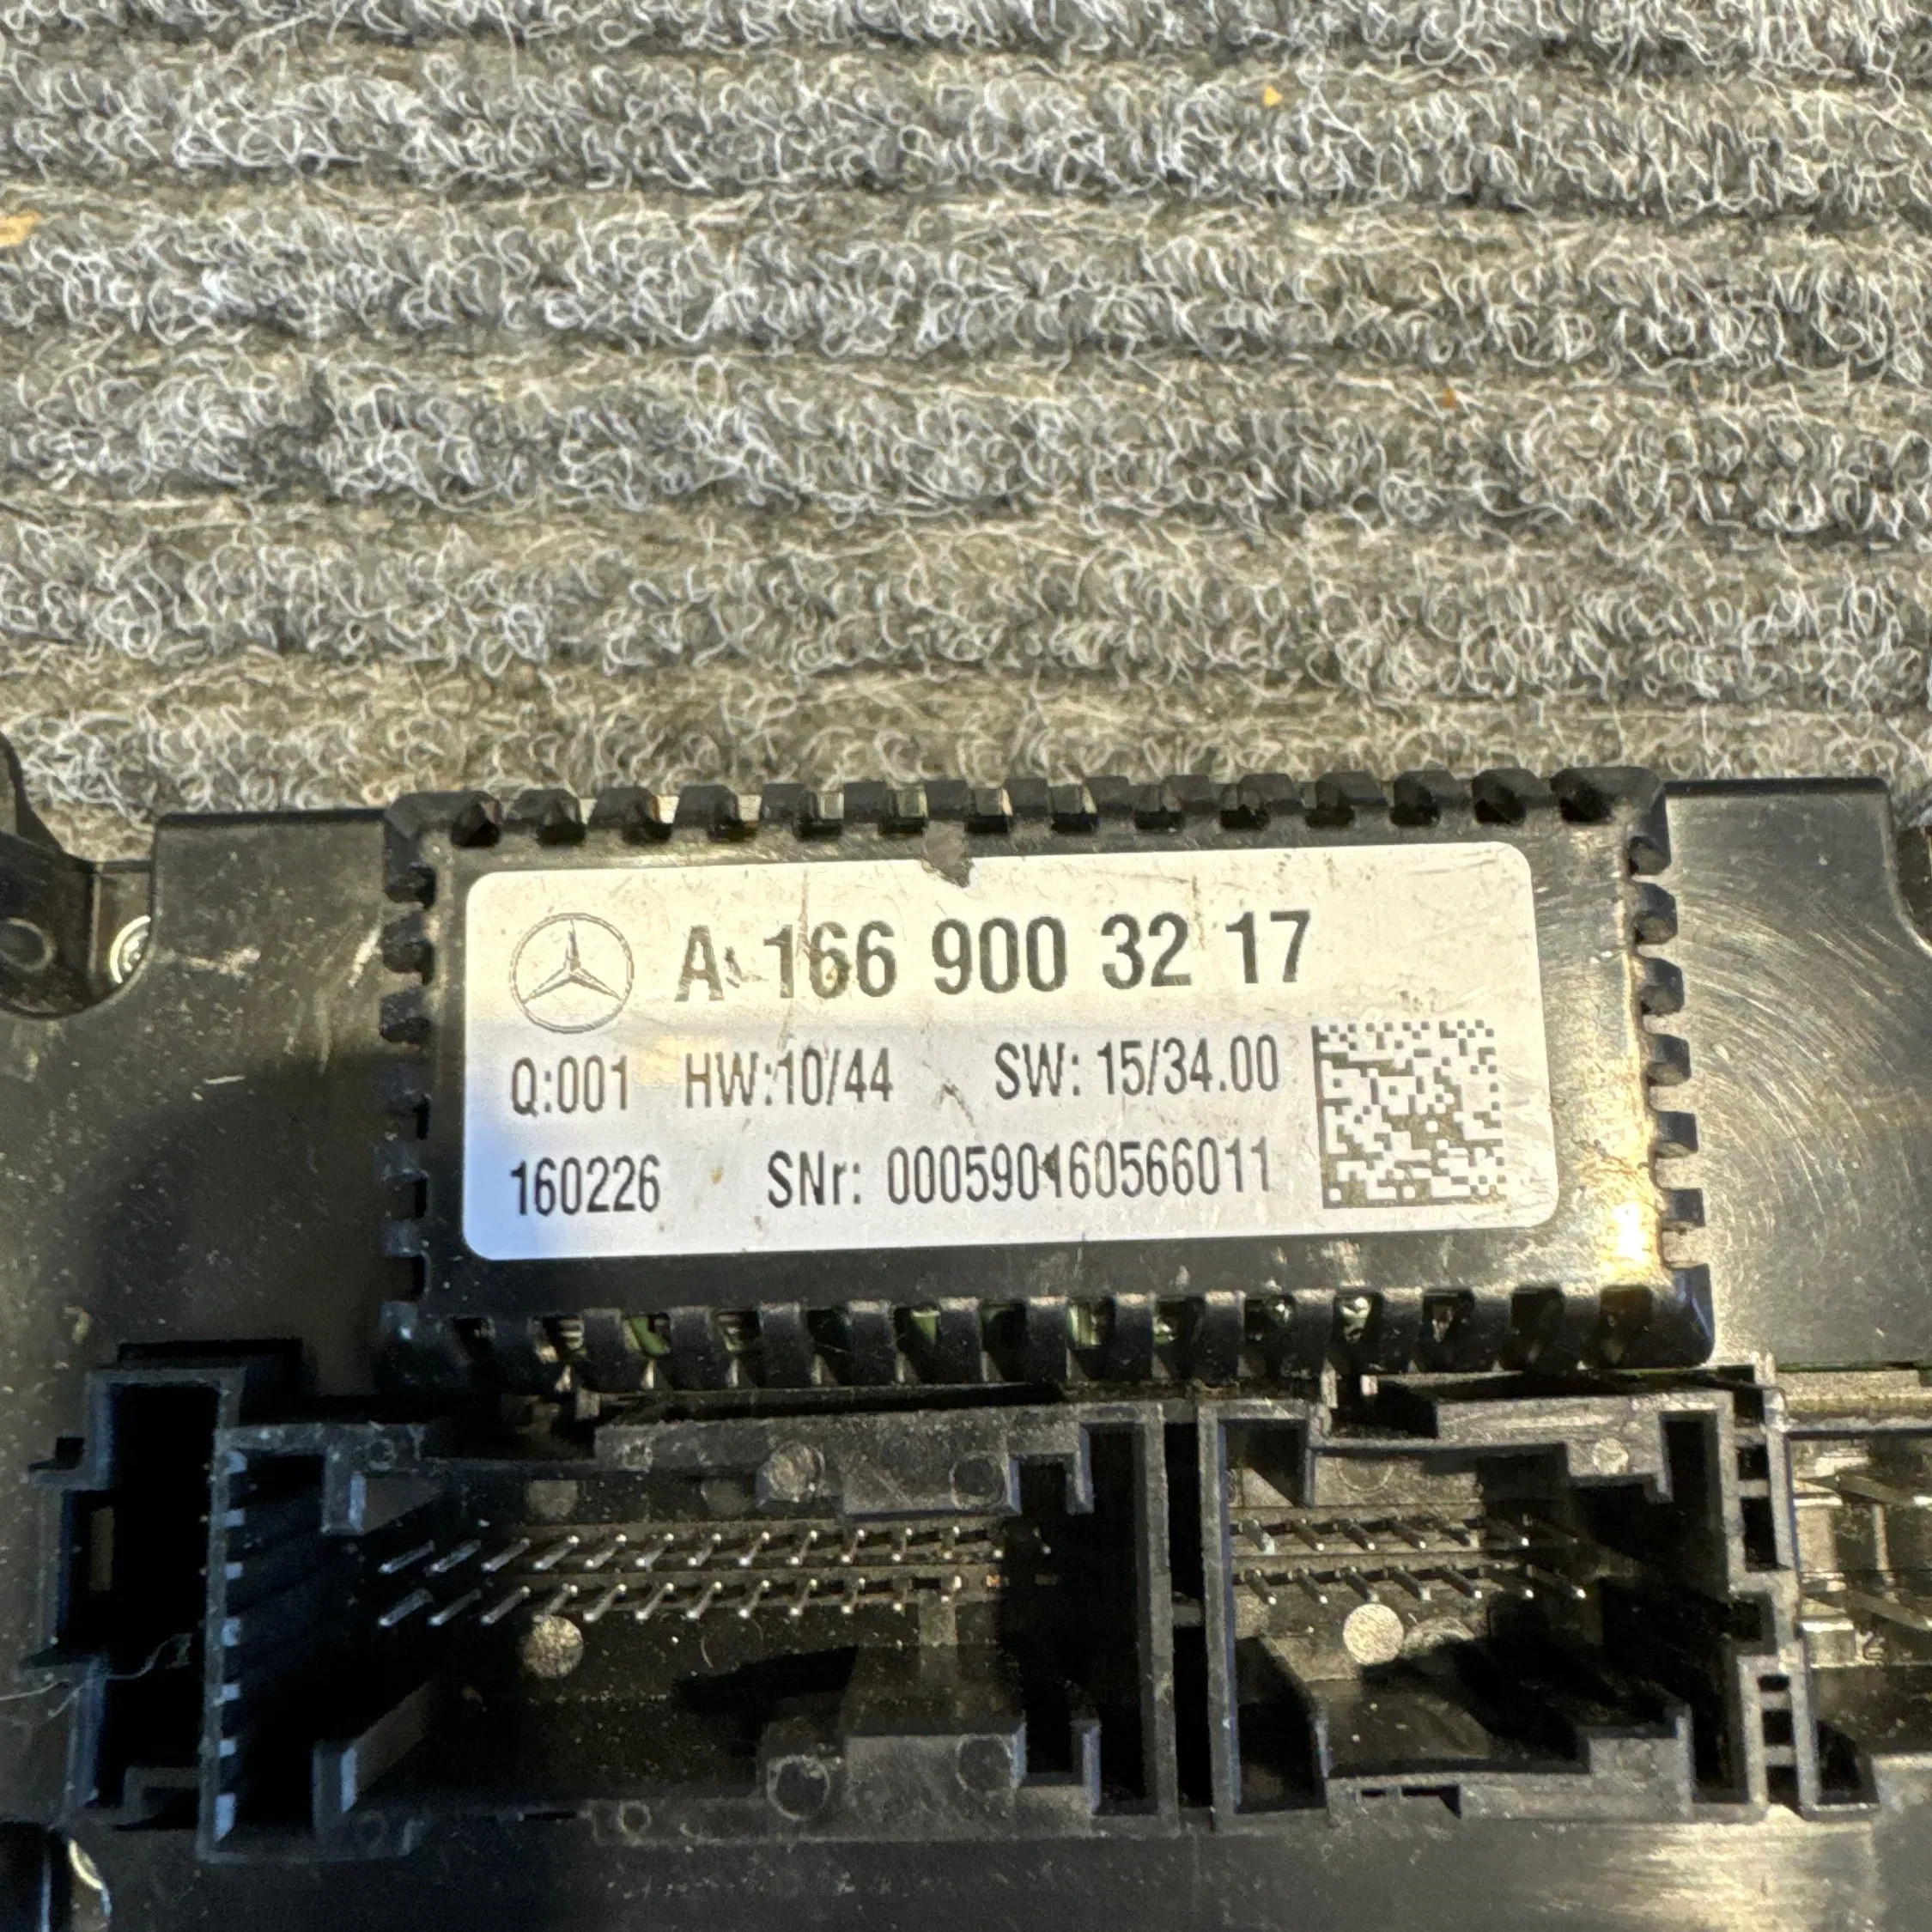 A 166 900 32 17
Q:001 HW:10/44 SW: 15/34.00
160226 SNr: 000590160566011